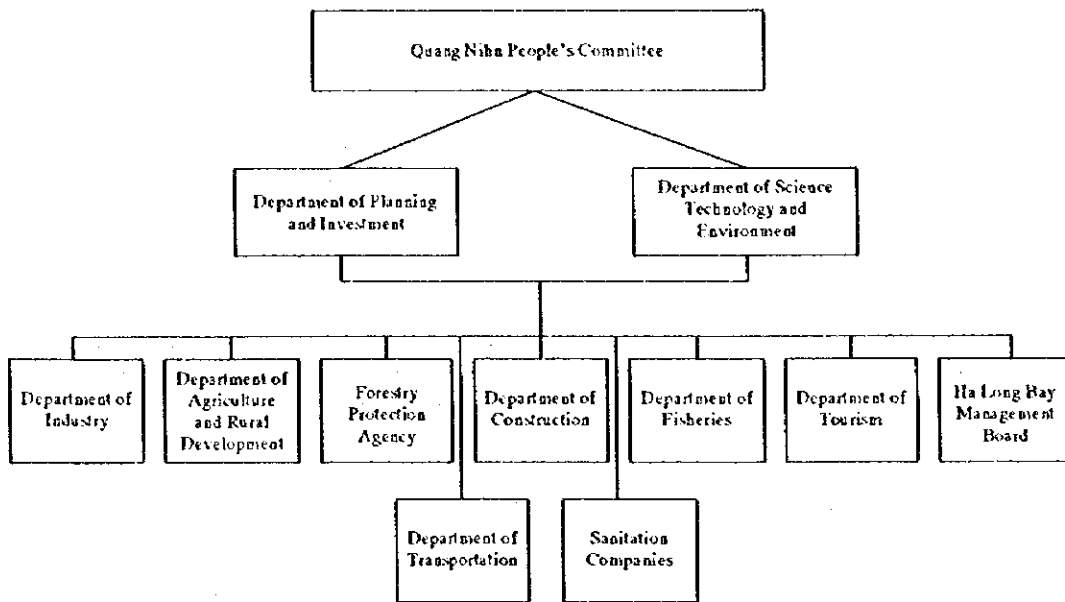 Quang Nihn People's Committee
Department of Planning
and Investment
Department of Science
Technology and
Environment
Department of
Industry
Department of
Agriculture
and Rural
Development
Forestry
Protection
Agency
Department of
Construction
Department of
Fisheries
Department of
Tourism
Ha Long Bay
Management
Board
Department of
Transportation
Sanitation
Companies